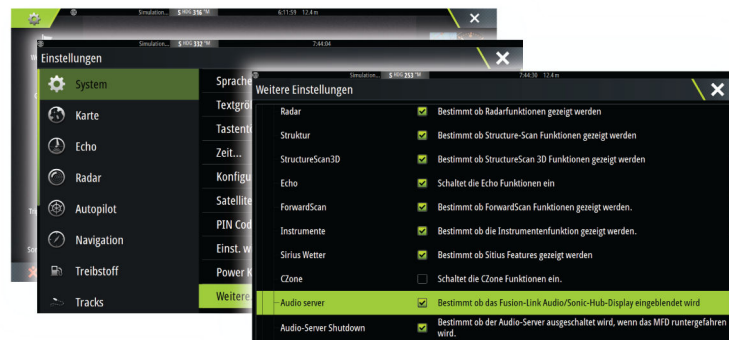 Simulation... S HDG 316 °M 6:11:59 12.4 m
Simulation... S HDG 332 °M 7:44:04
Einstellungen
System
Karte
Echo
Radar
Autopilot
Navigation
Treibstoff
Tracks
Sprache
Textgrö
Tastent
Zeit...
Konfigu
Satellite
PIN Cod
Einst. w
Power K
Weitere
Simulation... S HDG 253 °M 7:44:30 12.4 m
Weitere Einstellungen
Radar Bestimmt ob Radarfunktionen gezeigt werden
Struktur Bestimmt ob Structure-Scan Funktionen gezeigt werden
StructureScan3D Bestimmt ob StructureScan 3D Funktionen gezeigt werden
Echo Schaltet die Echo Funktionen ein
ForwardScan Bestimmt ob ForwardScan Funktionen gezeigt werden.
Instrumente Bestimmt ob die Instrumentenfunktion gezeigt werden.
Sirius Wetter Bestimmt ob Sitius Features gezeigt werden
CZone Schaltet die CZone Funktionen ein.
Audio server Bestimmt ob das Fusion-Link Audio/Sonic-Hub-Display eingeblendet wird
Audio-Server Shutdown Bestimmt ob der Audio-Server ausgeschaltet wird, wenn das MFD runtergefahren
wird.